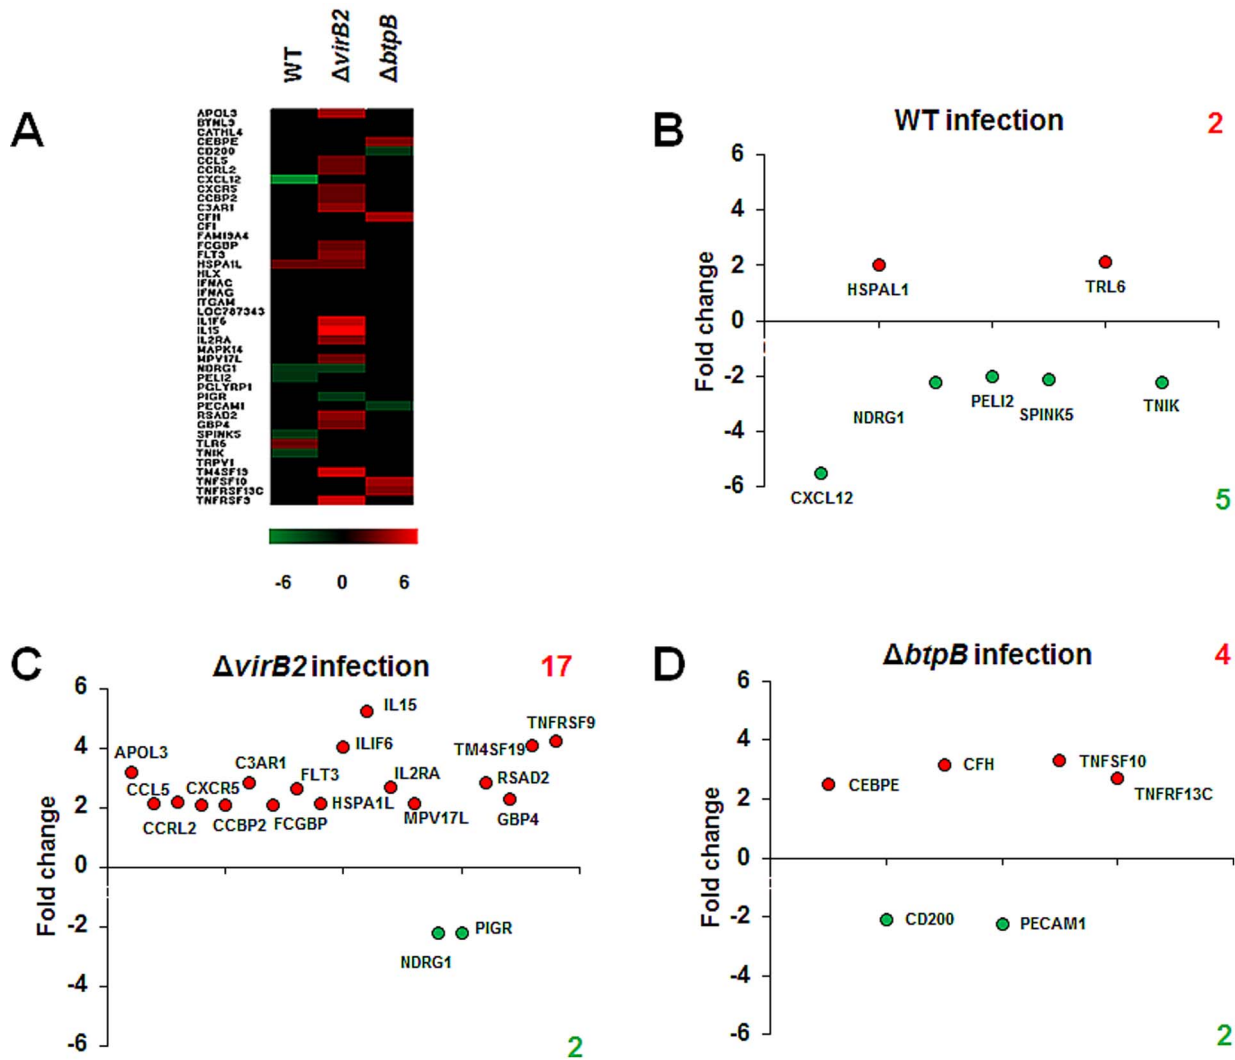 A
WT
ΔvirB2
ΔbtpB
APOL3
BTNL9
CATHL4
CEBPE
CD200
CCL5
CCRL2
CXCL12
CXCR5
CCBP2
C3AR1
CFH
CFI
FAM19A4
FCGBP
FLT3
HSPA1L
HLX
IFNAC
IFNAG
ITGAM
LOC787343
IL1F6
IL15
IL2RA
MAPK14
MPV17L
NDRG1
PELI2
PGLYRP1
PIGR
PECAM1
RSAD2
GBP4
SPINK5
TLR6
TNIK
TRPV1
TM4SF19
TNFSF10
TNFRSF13C
TNFRSF9
-6 0 6
B
WT infection
2
Fold change
6
4
2
0
-2
-4
-6
HSPAL1
TRL6
NDRG1
PELI2
SPINK5
TNIK
CXCL12
5
C
ΔvirB2 infection
17
Fold change
6
4
2
0
-2
-4
-6
APOL3
CCL5
CCRL2
CXCR5
CCBP2
C3AR1
FCGBP
FLT3
HSPA1L
ILIF6
IL15
IL2RA
MPV17L
TM4SF19
RSAD2
GBP4
TNFRSF9
NDRG1
PIGR
2
D
ΔbtpB infection
4
Fold change
6
4
2
0
-2
-4
-6
CEBPE
CFH
TNFSF10
TNFRF13C
CD200
PECAM1
2